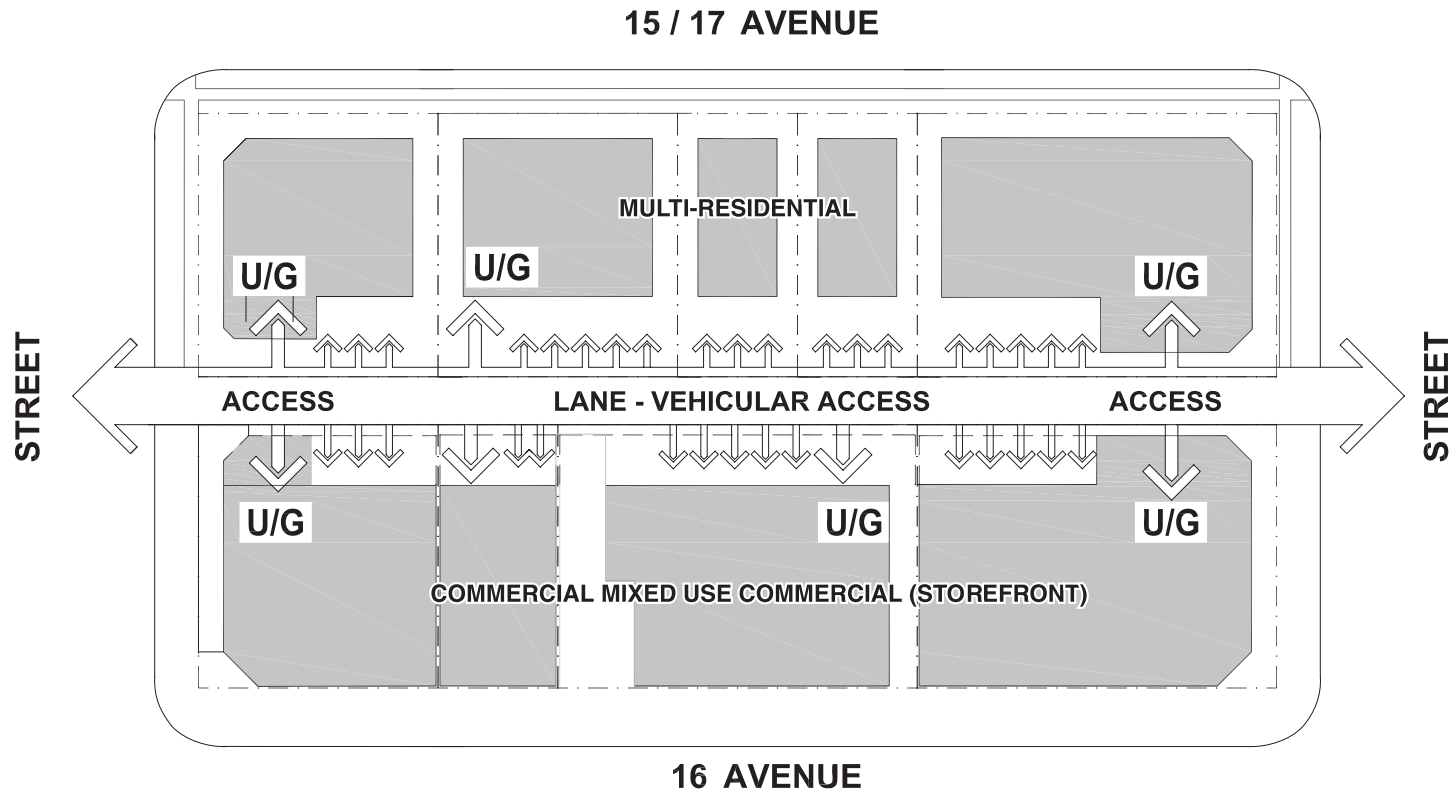 15 / 17 AVENUE
MULTI-RESIDENTIAL
U/G
U/G
U/G
STREET
STREET
ACCESS
LANE - VEHICULAR ACCESS
ACCESS
U/G
U/G
U/G
COMMERCIAL MIXED USE COMMERCIAL (STOREFRONT)
16 AVENUE